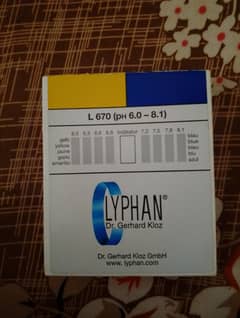 L 670 (pH 6.0 – 8.1)
6.0 6.3 6.6 6.9 Indikator 7.2 7.5 7.8 8.1
gelb blau
yellow blue
jaune bleu
giallo blu
amarillo azul
LYPHAN®
Dr. Gerhard Kloz
Dr. Gerhard Kloz GmbH
www. lyphan.com